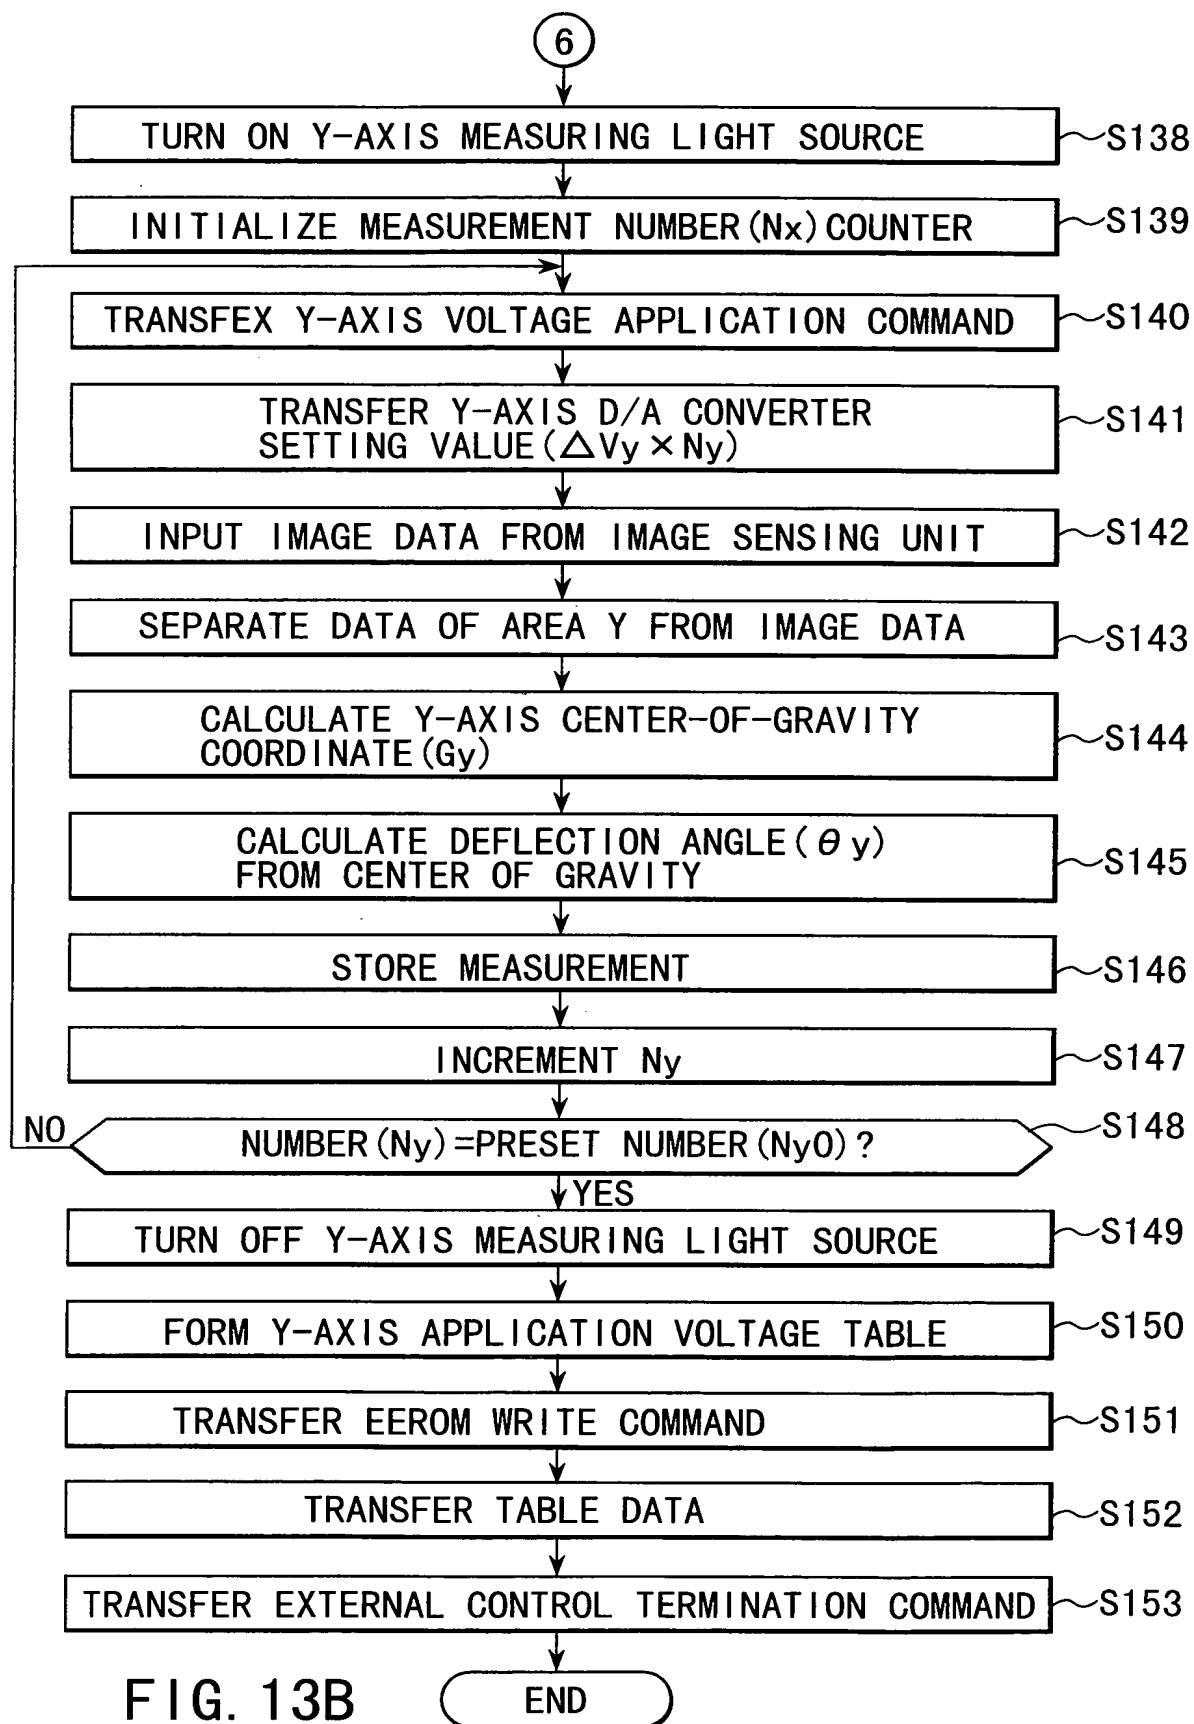 6
TURN ON Y-AXIS MEASURING LIGHT SOURCE
S138
INITIALIZE MEASUREMENT NUMBER(Nx)COUNTER
S139
TRANSFEX Y-AXIS VOLTAGE APPLICATION COMMAND
S140
TRANSFER Y-AXIS D/A CONVERTER
SETTING VALUE(△Vy×Ny)
S141
INPUT IMAGE DATA FROM IMAGE SENSING UNIT
S142
SEPARATE DATA OF AREA Y FROM IMAGE DATA
S143
CALCULATE Y-AXIS CENTER-OF-GRAVITY
COORDINATE(Gy)
S144
CALCULATE DEFLECTION ANGLE(θy)
FROM CENTER OF GRAVITY
S145
STORE MEASUREMENT
S146
INCREMENT Ny
S147
NO
NUMBER(Ny)=PRESET NUMBER(Ny0)?
S148
YES
TURN OFF Y-AXIS MEASURING LIGHT SOURCE
S149
FORM Y-AXIS APPLICATION VOLTAGE TABLE
S150
TRANSFER EEROM WRITE COMMAND
S151
TRANSFER TABLE DATA
S152
TRANSFER EXTERNAL CONTROL TERMINATION COMMAND
S153
END
FIG. 13B